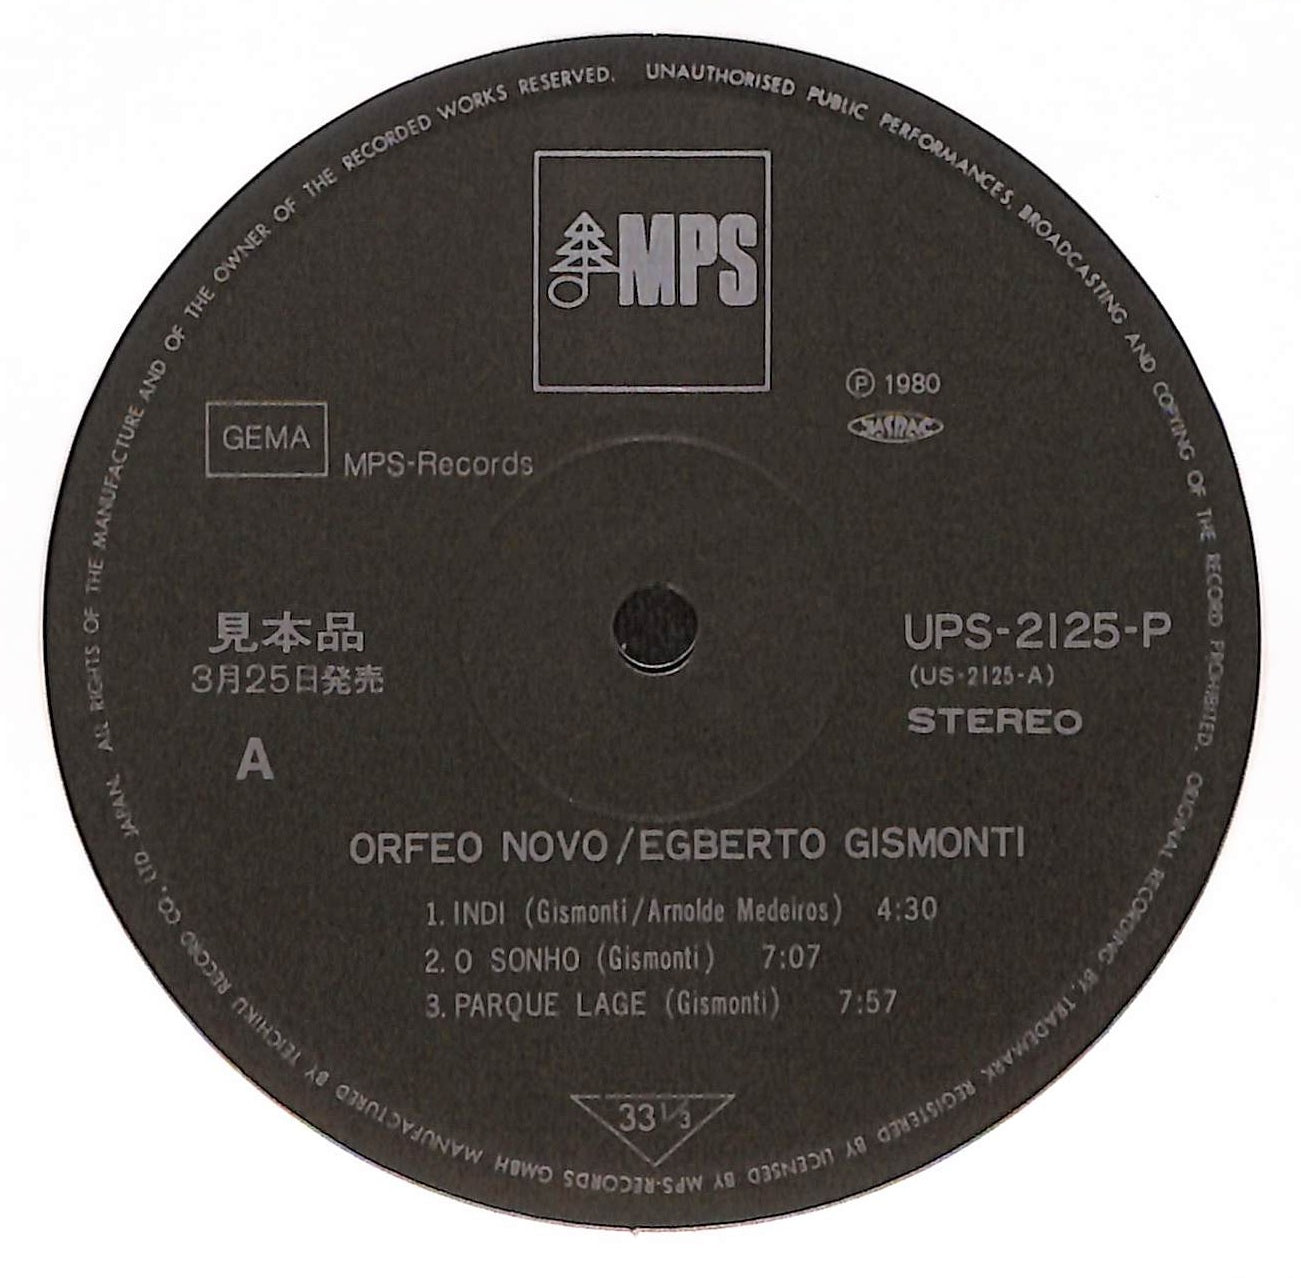 ALL RIGHTS OF THE MANUFACTURE AND OF THE OWNER OF THE RECORDED WORKS RESERVED. UNAUTHORISED PUBLIC PERFORMANCES, BROADCASTING AND COPYING OF THE RECORD PROHIBITED. ORIGINAL RECORDING BY, TRADEMARK REGISTERED BY LICENSED BY MPS-RECORDS GMBH MANUFACTURED BY TEICHIKU RECORD CO., LTD JAPAN.
MPS
Ⓟ 1980
JASRAC
GEMA
MPS-Records
見本品
3月25日発売
A
UPS-2125-P
(US-2125-A)
STEREO
ORFEO NOVO/EGBERTO GISMONTI
1. INDI (Gismonti/Arnolde Medeiros) 4:30
2. O SONHO (Gismonti) 7:07
3. PARQUE LAGE (Gismonti) 7:57
33 1/3